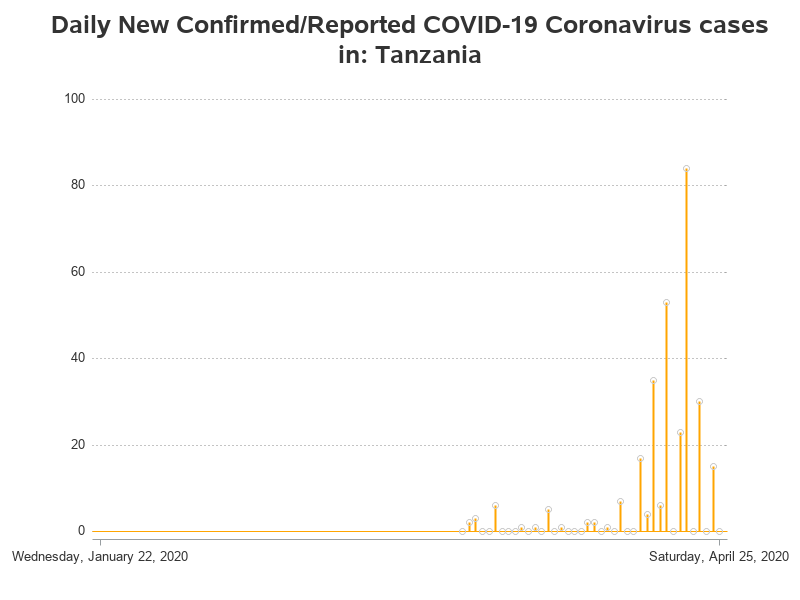 Daily New Confirmed/Reported COVID-19 Coronavirus cases
in: Tanzania
100
80
60
40
20
0
Wednesday, January 22, 2020
Saturday, April 25, 2020